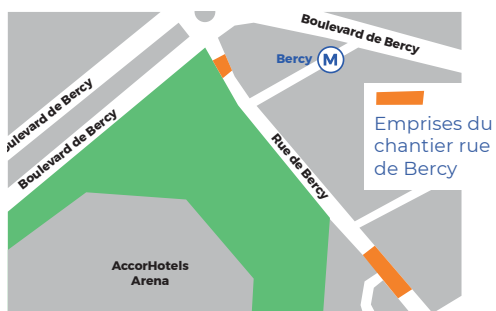 Boulevard de Bercy
Bercy M
oulevard de Bercy
Boulevard de Bercy
Rue de Bercy
Emprises du
chantier rue
de Bercy
AccorHotels
Arena